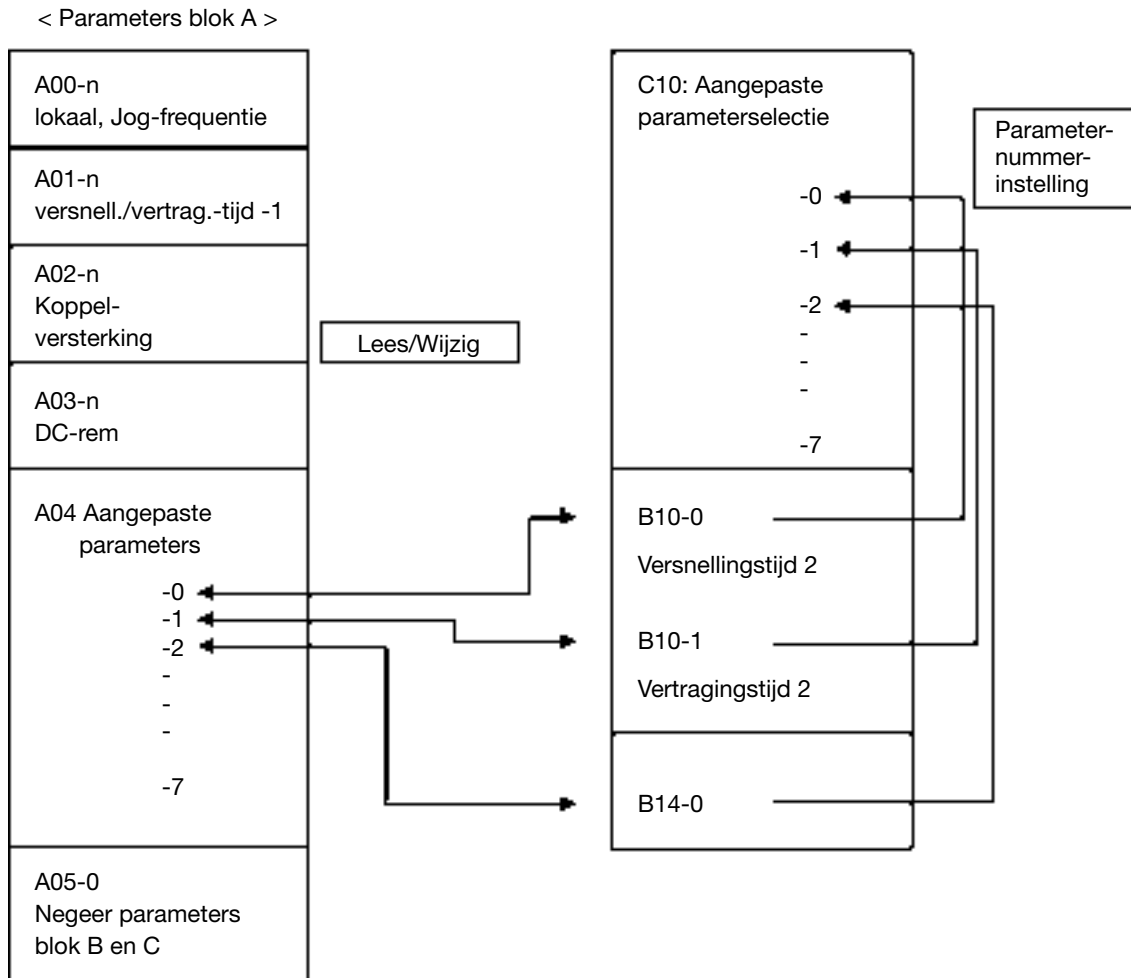 < Parameters blok A >
A00-n
lokaal, Jog-frequentie
A01-n
versnell./vertrag.-tijd -1
A02-n
Koppel-
versterking
A03-n
DC-rem
A04 Aangepaste
parameters
-0
-1
-2
-
-
-
-7
A05-0
Negeer parameters
blok B en C
Lees/Wijzig
C10: Aangepaste
parameterselectie
-0
-1
-2
-
-
-
-7
B10-0
Versnellingstijd 2
B10-1
Vertragingstijd 2
B14-0
Parameter-
nummer-
instelling